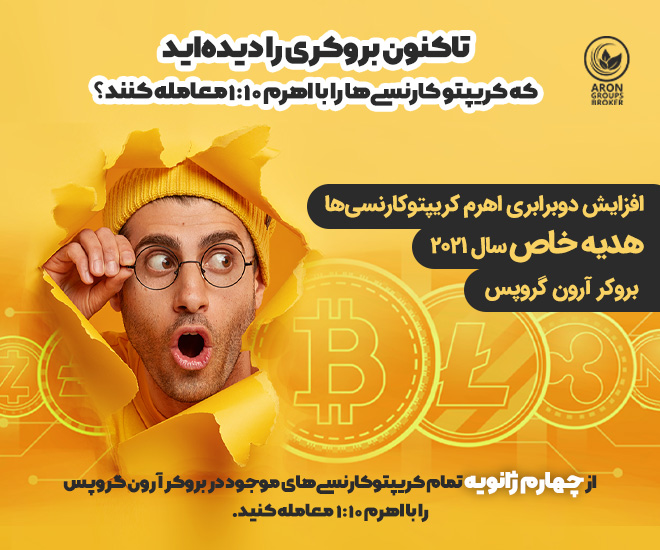 تاکنون بروکری را دیده‌اید
که کریپتوکارنسی‌ها را با اهرم ۱:۱۰ معامله کنند؟
ARON
GROUPS
BROKER
افزایش دوبرابری اهرم کریپتوکارنسی‌ها
هدیه خاص سال ۲۰۲۱
بروکر آرون گروپس
از چهارم ژانویه تمام کریپتوکارنسی‌های موجود در بروکر آرون گروپس
را با اهرم ۱:۱۰ معامله کنید.